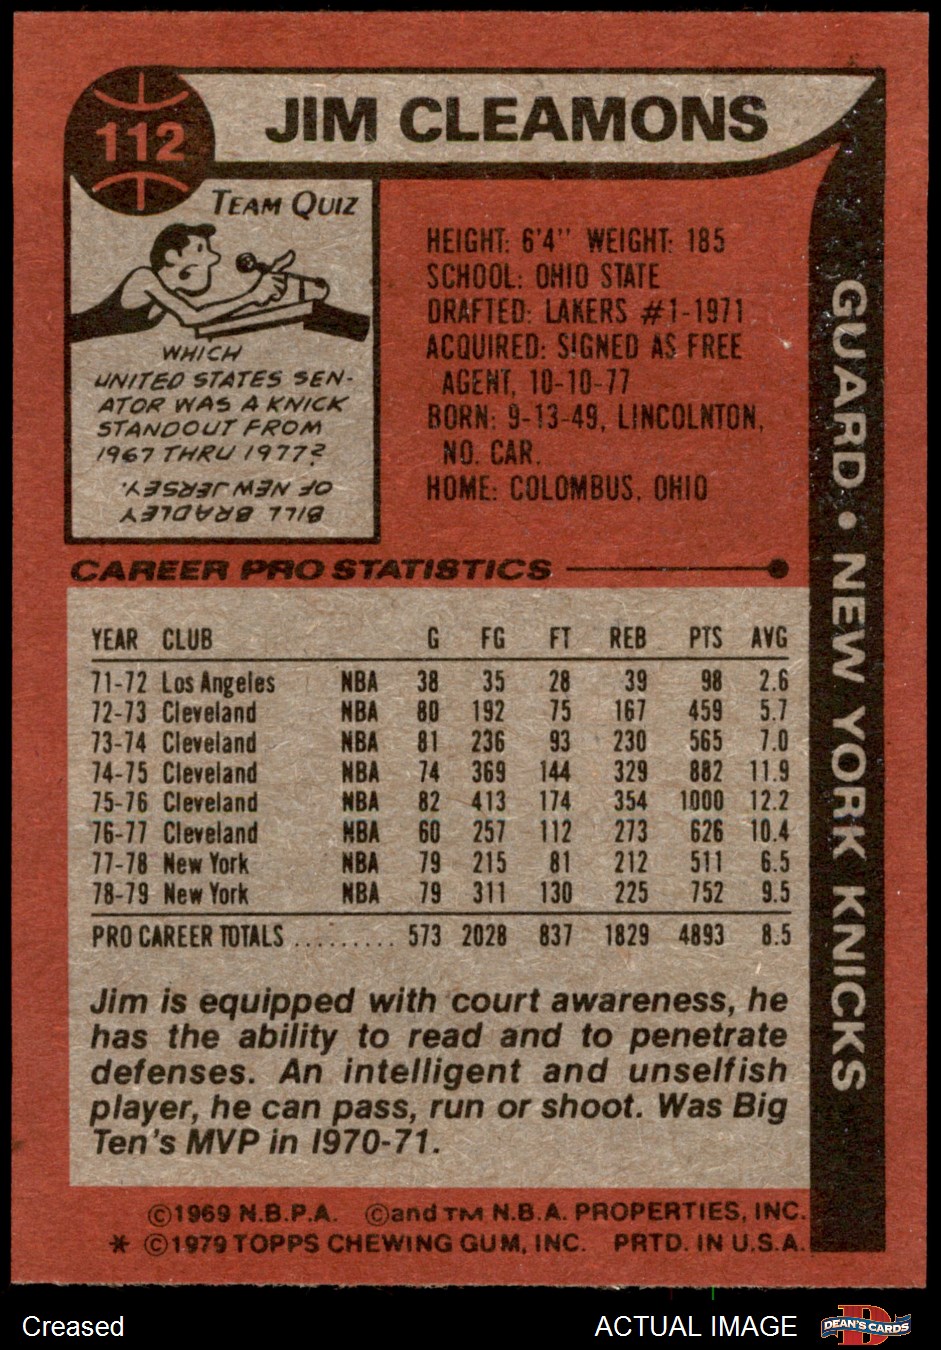 112
JIM CLEAMONS
TEAM QUIZ
WHICH
UNITED STATES SEN-
ATOR WAS A KNICK
STANDOUT FROM
1967 THRU 1977?
BILL BRADLEY
OF NEW JERSEY.
HEIGHT: 6'4" WEIGHT: 185
SCHOOL: OHIO STATE
DRAFTED: LAKERS #1-1971
ACQUIRED: SIGNED AS FREE
AGENT, 10-10-77
BORN: 9-13-49, LINCOLNTON,
NO. CAR.
HOME: COLOMBUS, OHIO
GUARD • NEW YORK KNICKS
CAREER PRO STATISTICS
YEAR CLUB G FG FT REB PTS AVG
71-72 Los Angeles NBA 38 35 28 39 98 2.6
72-73 Cleveland NBA 80 192 75 167 459 5.7
73-74 Cleveland NBA 81 236 93 230 565 7.0
74-75 Cleveland NBA 74 369 144 329 882 11.9
75-76 Cleveland NBA 82 413 174 354 1000 12.2
76-77 Cleveland NBA 60 257 112 273 626 10.4
77-78 New York NBA 79 215 81 212 511 6.5
78-79 New York NBA 79 311 130 225 752 9.5
PRO CAREER TOTALS .......... 573 2028 837 1829 4893 8.5
Jim is equipped with court awareness, he
has the ability to read and to penetrate
defenses. An intelligent and unselfish
player, he can pass, run or shoot. Was Big
Ten's MVP in 1970-71.
©1969 N.B.P.A. ©and TM N.B.A. PROPERTIES, INC.
* ©1979 TOPPS CHEWING GUM, INC. PRTD. IN U.S.A.
Creased
ACTUAL IMAGE
D
DEAN'S CARDS